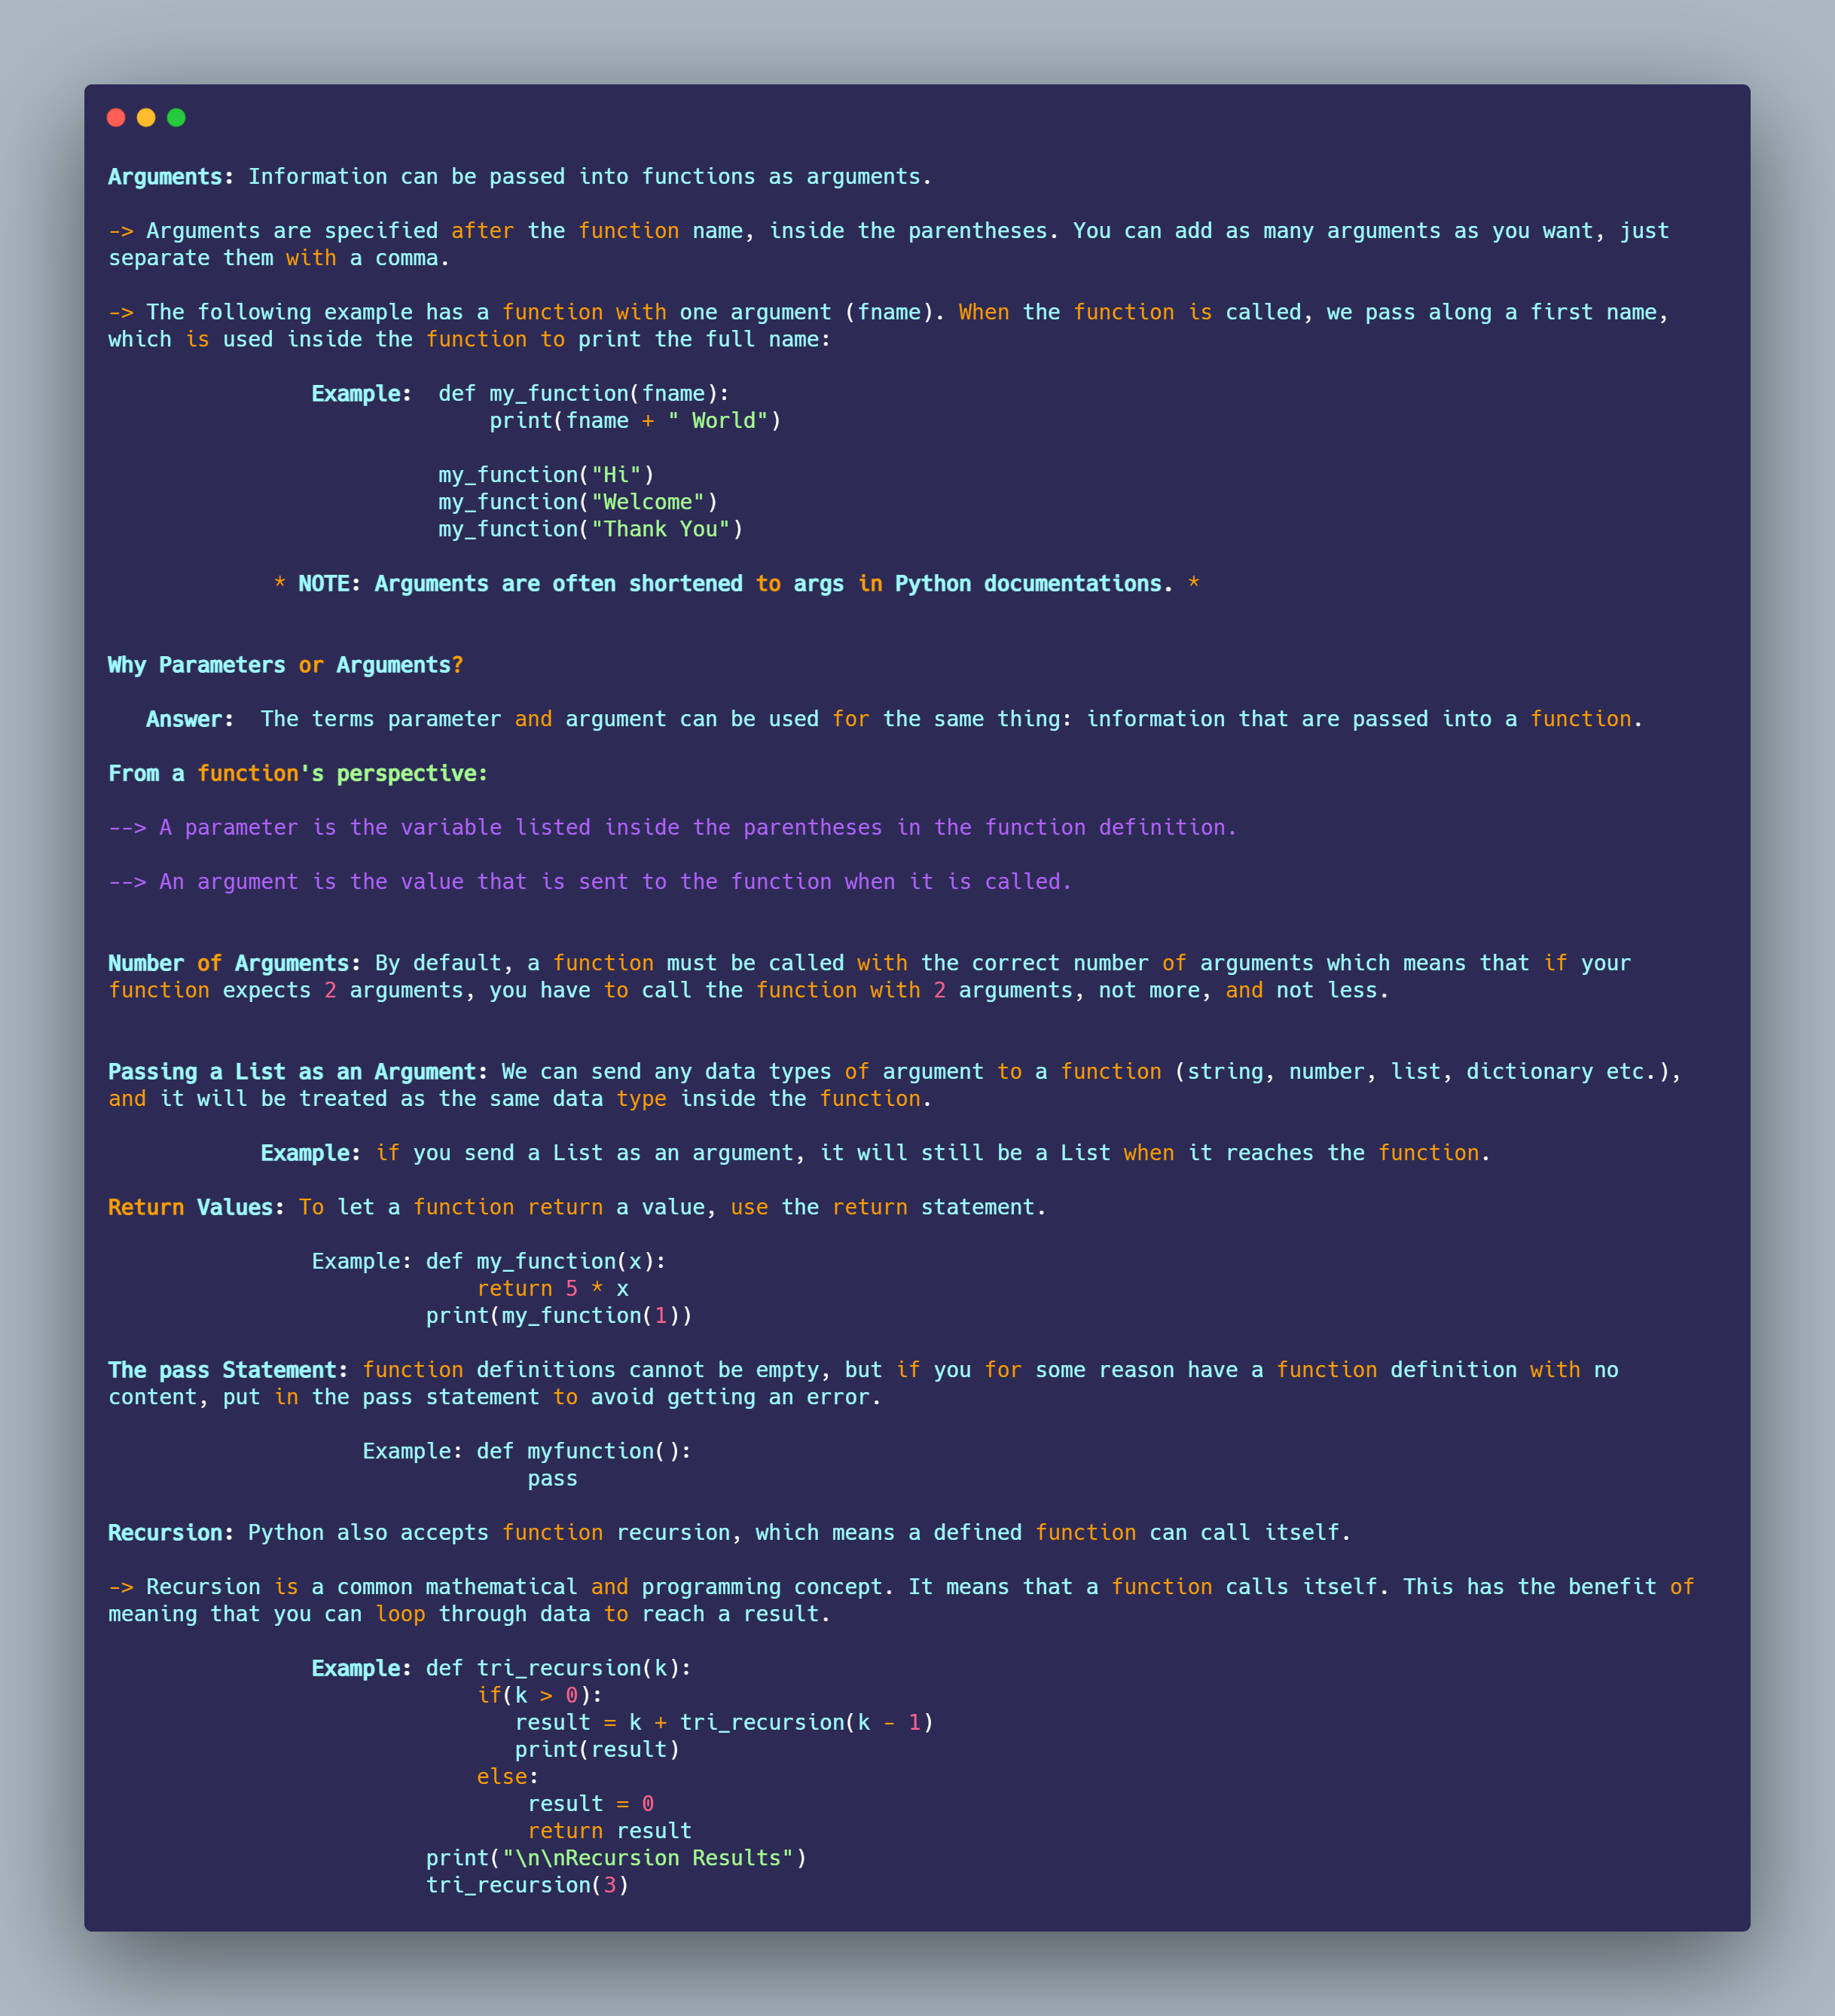 Arguments: Information can be passed into functions as arguments.
-> Arguments are specified after the function name, inside the parentheses. You can add as many arguments as you want, just
separate them with a comma.
-> The following example has a function with one argument (fname). When the function is called, we pass along a first name,
which is used inside the function to print the full name:
Example:  def my_function(fname):
print(fname + " World")
my_function("Hi")
my_function("Welcome")
my_function("Thank You")
* NOTE: Arguments are often shortened to args in Python documentations. *
Why Parameters or Arguments?
Answer:  The terms parameter and argument can be used for the same thing: information that are passed into a function.
From a function's perspective:
--> A parameter is the variable listed inside the parentheses in the function definition.
--> An argument is the value that is sent to the function when it is called.
Number of Arguments: By default, a function must be called with the correct number of arguments which means that if your
function expects 2 arguments, you have to call the function with 2 arguments, not more, and not less.
Passing a List as an Argument: We can send any data types of argument to a function (string, number, list, dictionary etc.),
and it will be treated as the same data type inside the function.
Example: if you send a List as an argument, it will still be a List when it reaches the function.
Return Values: To let a function return a value, use the return statement.
Example: def my_function(x):
return 5 * x
print(my_function(1))
The pass Statement: function definitions cannot be empty, but if you for some reason have a function definition with no
content, put in the pass statement to avoid getting an error.
Example: def myfunction():
pass
Recursion: Python also accepts function recursion, which means a defined function can call itself.
-> Recursion is a common mathematical and programming concept. It means that a function calls itself. This has the benefit of
meaning that you can loop through data to reach a result.
Example: def tri_recursion(k):
if(k > 0):
result = k + tri_recursion(k - 1)
print(result)
else:
result = 0
return result
print("\n\nRecursion Results")
tri_recursion(3)